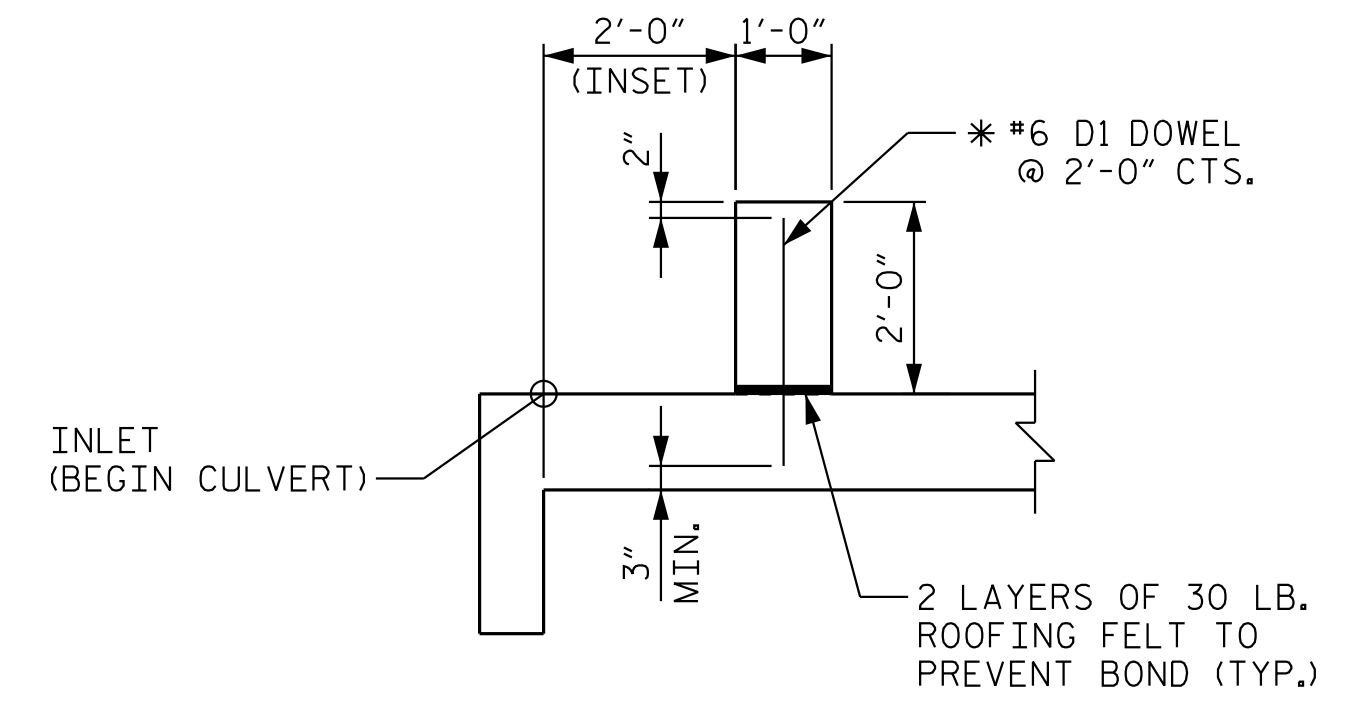 2'-0" 1'-0"
(INSET)
2"
✳ #6 D1 DOWEL
@ 2'-0" CTS.
2'-0"
INLET
(BEGIN CULVERT)
3"
MIN.
2 LAYERS OF 30 LB.
ROOFING FELT TO
PREVENT BOND (TYP.)